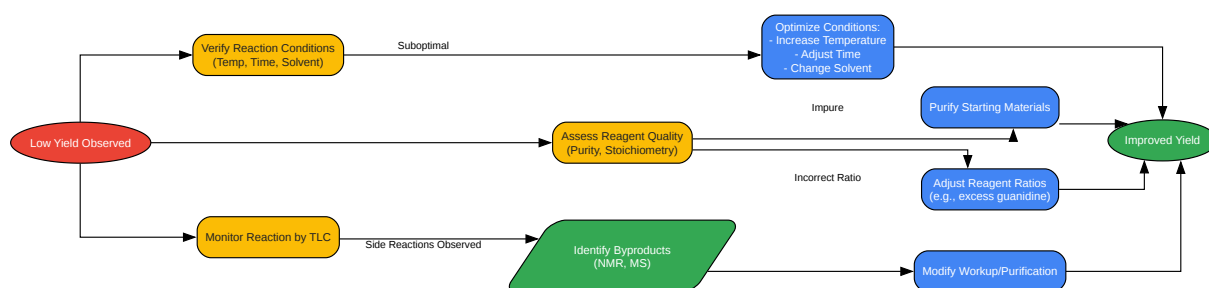 Verify Reaction Conditions
(Temp, Time, Solvent)
Suboptimal
Optimize Conditions:
- Increase Temperature
- Adjust Time
- Change Solvent
Low Yield Observed
Assess Reagent Quality
(Purity, Stoichiometry)
Impure
Purify Starting Materials
Improved Yield
Incorrect Ratio
Adjust Reagent Ratios
(e.g., excess guanidine)
Monitor Reaction by TLC
Side Reactions Observed
Identify Byproducts
(NMR, MS)
Modify Workup/Purification